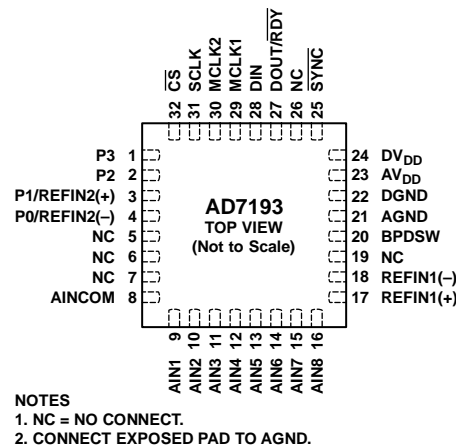 32 C̅S̅
31 SCLK
30 MCLK2
29 MCLK1
28 DIN
27 DOUT/R̅D̅Y̅
26 NC
25 S̅Y̅N̅C̅
P3 1
P2 2
P1/REFIN2(+) 3
P0/REFIN2(–) 4
NC 5
NC 6
NC 7
AINCOM 8
AD7193
TOP VIEW
(Not to Scale)
24 DVDD
23 AVDD
22 DGND
21 AGND
20 BPDSW
19 NC
18 REFIN1(–)
17 REFIN1(+)
AIN1 9
AIN2 10
AIN3 11
AIN4 12
AIN5 13
AIN6 14
AIN7 15
AIN8 16
NOTES
1. NC = NO CONNECT.
2. CONNECT EXPOSED PAD TO AGND.